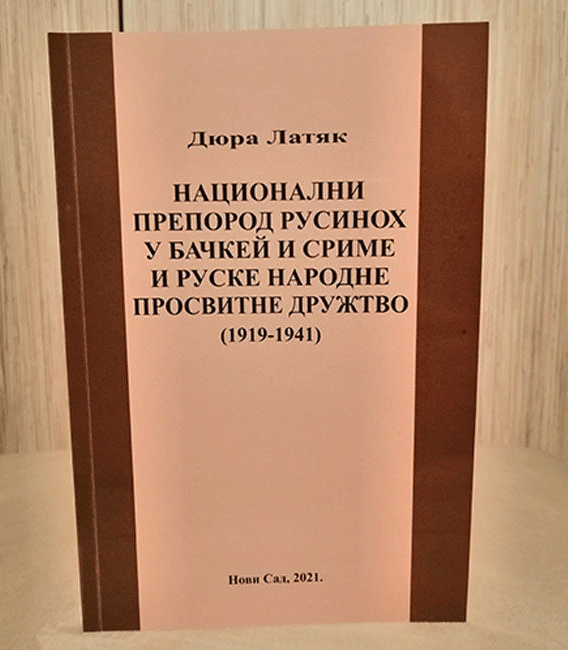 Дюра Латяк
НАЦИОНАЛНИ
ПРЕПОРОД РУСИНОХ
У БАЧКЕЙ И СРИМЕ
И РУСКЕ НАРОДНЕ
ПРОСВИТНЕ ДРУЖТВО
(1919-1941)
Нови Сад, 2021.